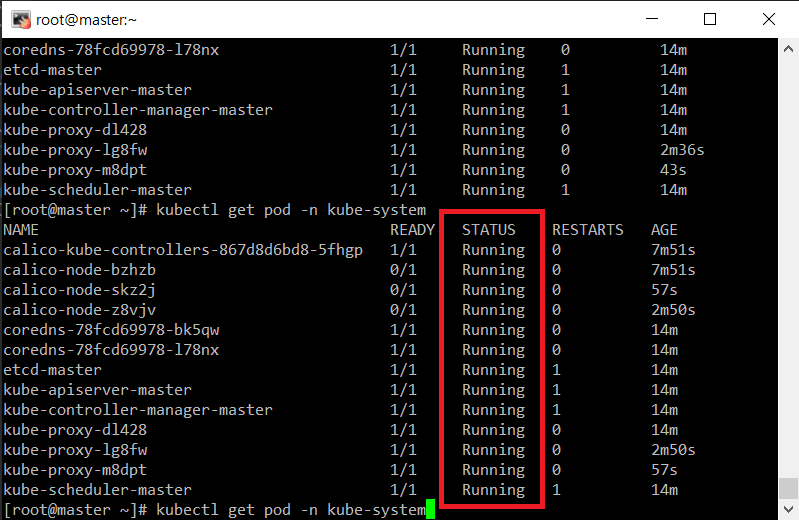 root@master:~
coredns-78fcd69978-l78nx 1/1 Running 0 14m
etcd-master 1/1 Running 1 14m
kube-apiserver-master 1/1 Running 1 14m
kube-controller-manager-master 1/1 Running 1 14m
kube-proxy-dl428 1/1 Running 0 14m
kube-proxy-lg8fw 1/1 Running 0 2m36s
kube-proxy-m8dpt 1/1 Running 0 43s
kube-scheduler-master 1/1 Running 1 14m
[root@master ~]# kubectl get pod -n kube-system
NAME READY STATUS RESTARTS AGE
calico-kube-controllers-867d8d6bd8-5fhgp 1/1 Running 0 7m51s
calico-node-bzhzb 0/1 Running 0 7m51s
calico-node-skz2j 0/1 Running 0 57s
calico-node-z8vjv 0/1 Running 0 2m50s
coredns-78fcd69978-bk5qw 1/1 Running 0 14m
coredns-78fcd69978-l78nx 1/1 Running 0 14m
etcd-master 1/1 Running 1 14m
kube-apiserver-master 1/1 Running 1 14m
kube-controller-manager-master 1/1 Running 1 14m
kube-proxy-dl428 1/1 Running 0 14m
kube-proxy-lg8fw 1/1 Running 0 2m50s
kube-proxy-m8dpt 1/1 Running 0 57s
kube-scheduler-master 1/1 Running 1 14m
[root@master ~]# kubectl get pod -n kube-system